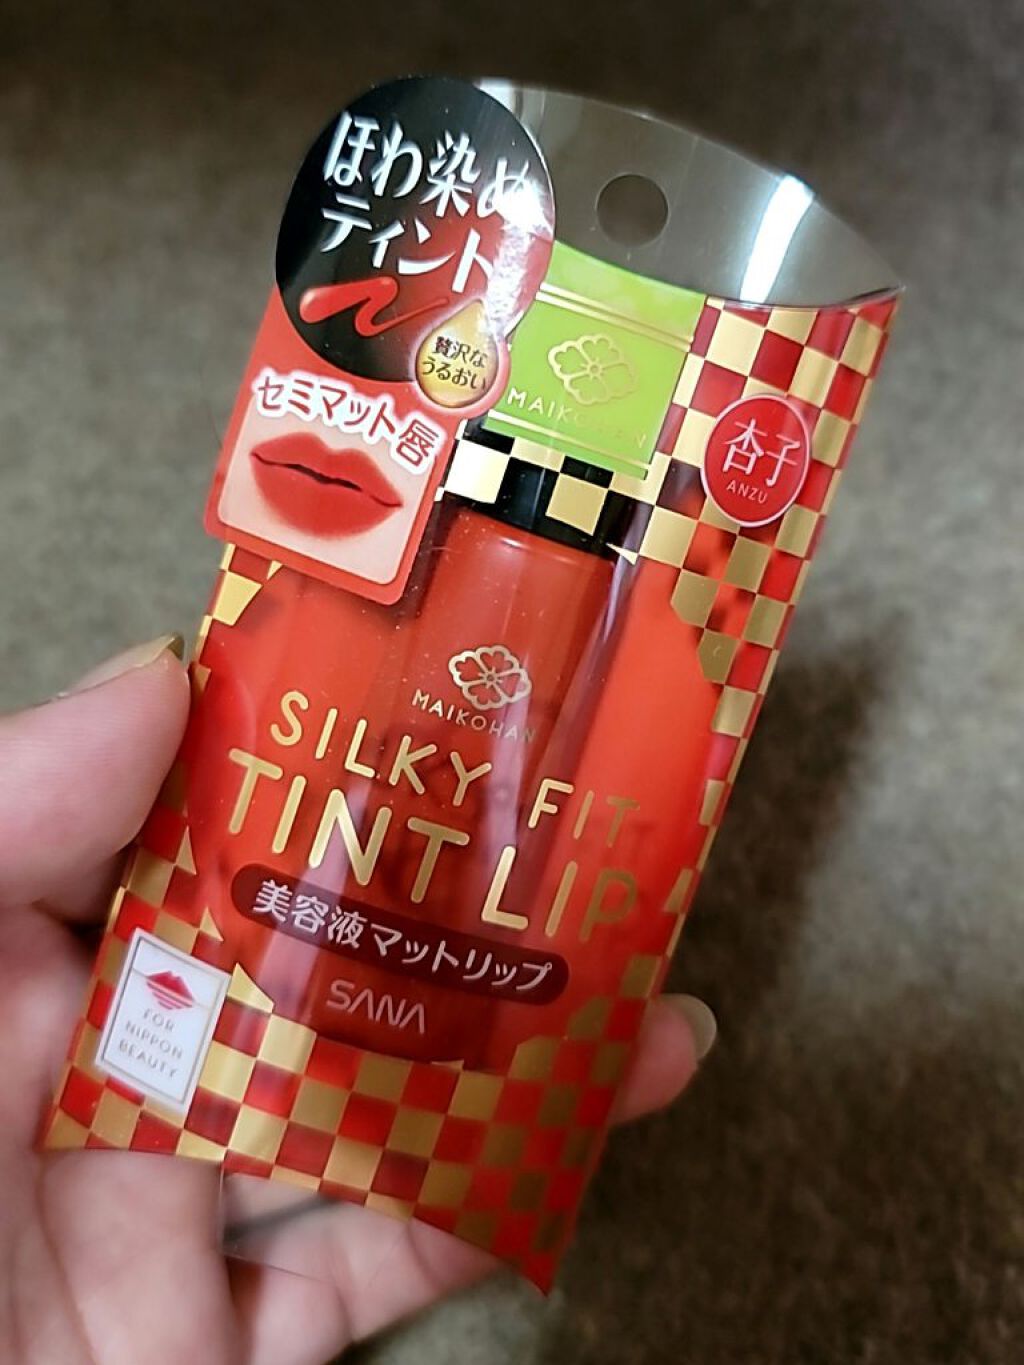 ほわ染め
ティント
贅沢な
うるおい
セミマット唇
MAIKOHAN
杏子
ANZU
MAIKOHAN
SILKY FIT
TINT LIP
美容液マットリップ
SANA
FOR
NIPPON
BEAUTY